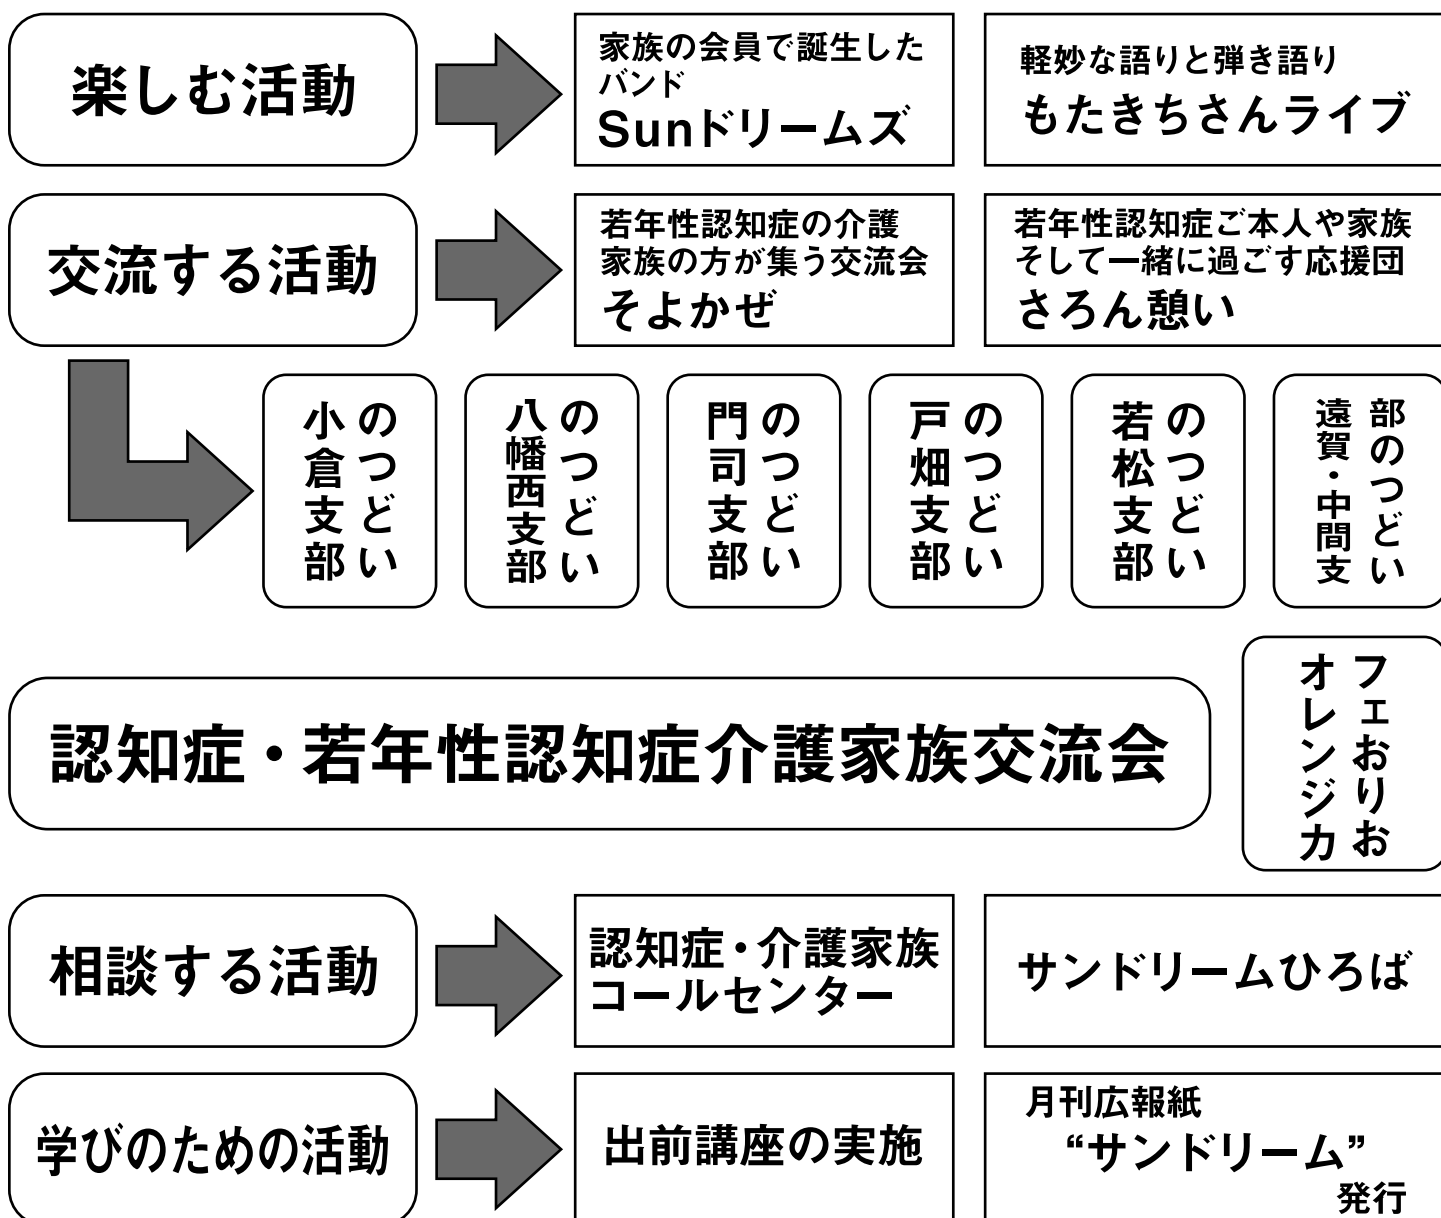 楽しむ活動
家族の会員で誕生した
バンド
Sunドリームズ
軽妙な語りと弾き語り
もたきちさんライブ
交流する活動
若年性認知症の介護
家族の方が集う交流会
そよかぜ
若年性認知症ご本人や家族
そして一緒に過ごす応援団
さろん憩い
小倉支部
のつどい
八幡西支部
のつどい
門司支部
のつどい
戸畑支部
のつどい
若松支部
のつどい
遠賀・中間支
部のつどい
認知症・若年性認知症介護家族交流会
オレンジカ
フェおりお
相談する活動
認知症・介護家族
コールセンター
サンドリームひろば
学びのための活動
出前講座の実施
月刊広報紙
“サンドリーム”
発行